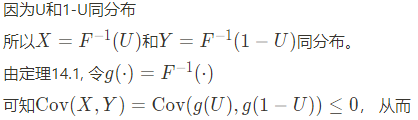 因为U和1-U同分布
所以X = F⁻¹(U)和Y = F⁻¹(1 − U)同分布。
由定理14.1, 令g(·) = F⁻¹(·)
可知Cov(X, Y) = Cov(g(U), g(1 − U)) ≤ 0, 从而